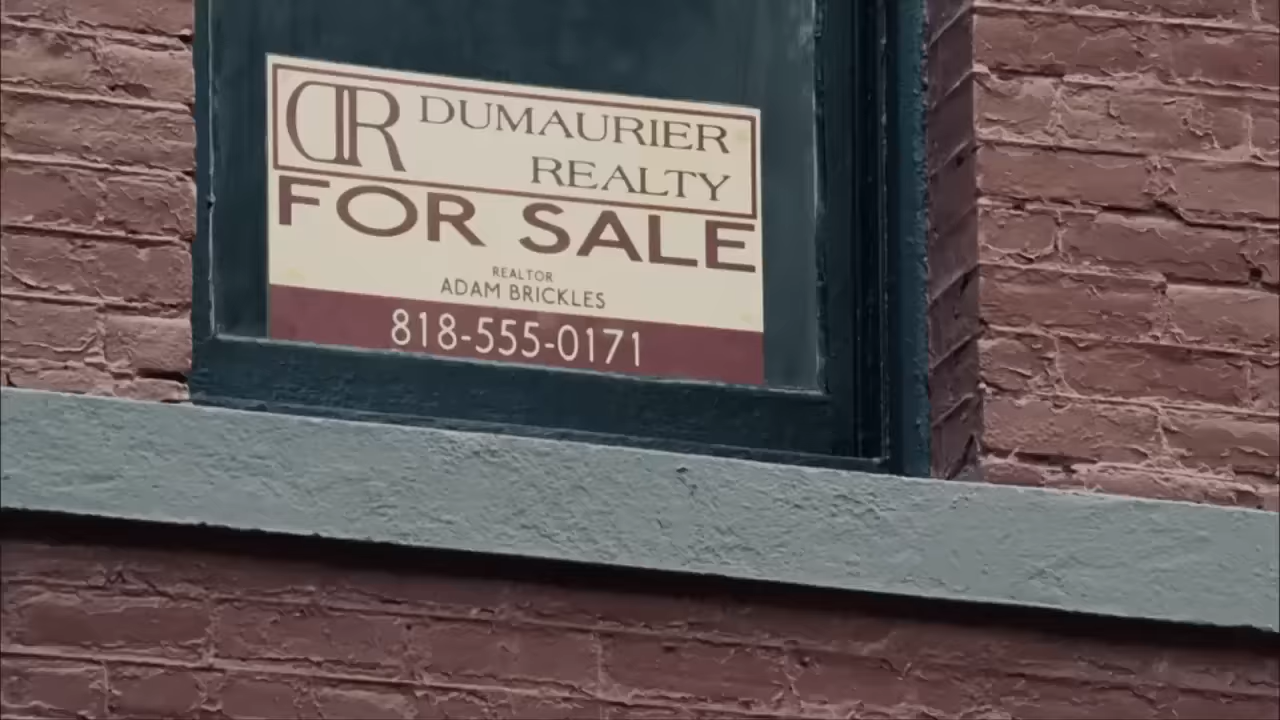 DR DUMAURIER
REALTY
FOR SALE
REALTOR
ADAM BRICKLES
818-555-0171